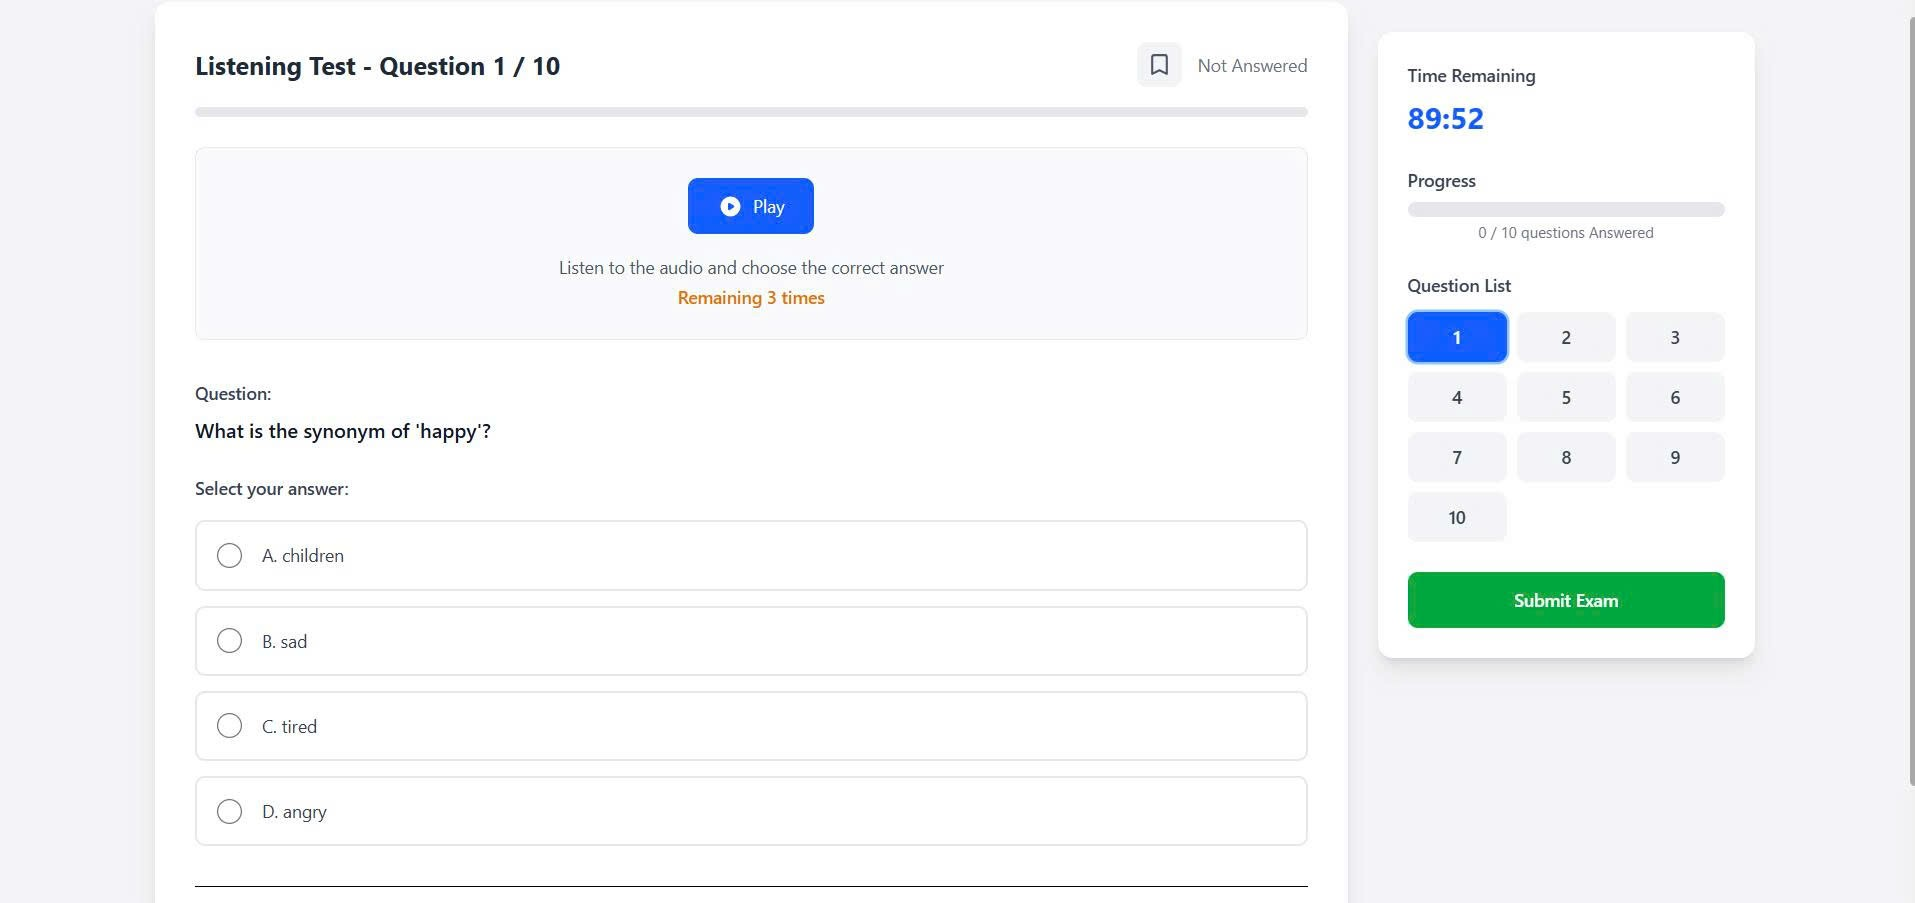 Listening Test - Question 1 / 10
Not Answered
Play
Listen to the audio and choose the correct answer
Remaining 3 times
Question:
What is the synonym of 'happy'?
Select your answer:
A. children
B. sad
C. tired
D. angry
Time Remaining
89:52
Progress
0 / 10 questions Answered
Question List
1 2 3
4 5 6
7 8 9
10
Submit Exam